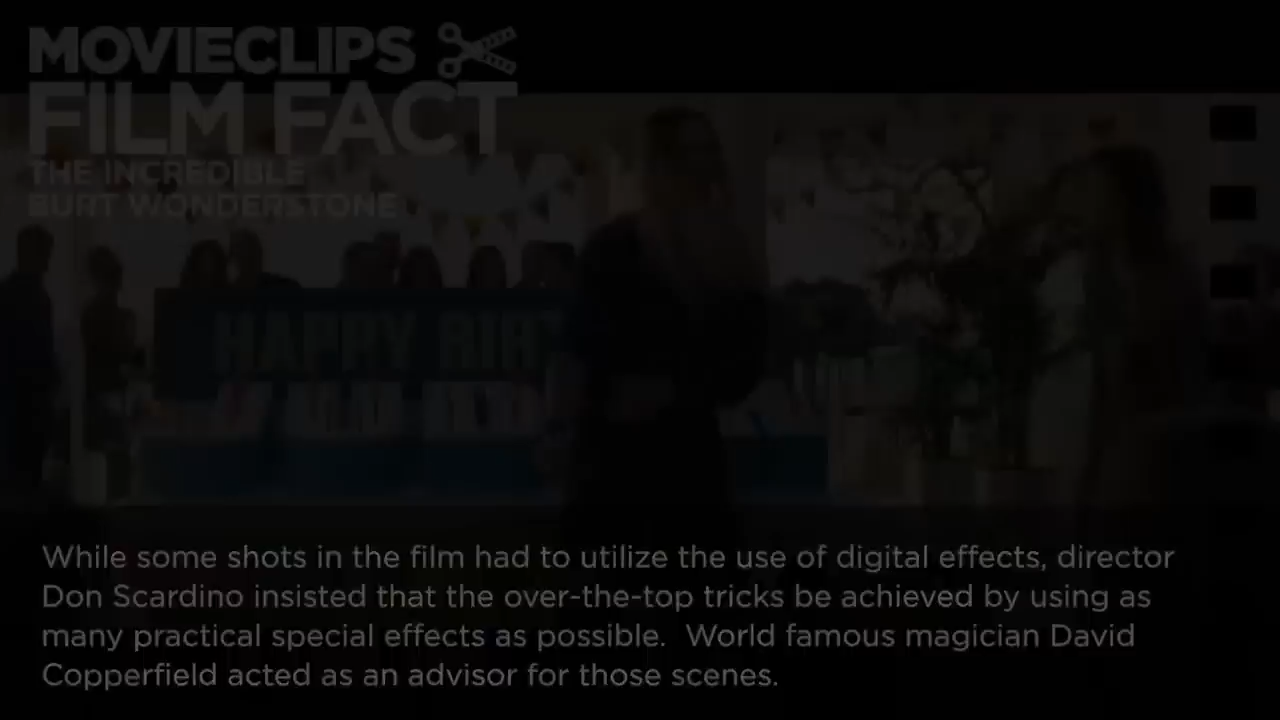 MOVIECLIPS
FILM FACT
THE INCREDIBLE
BURT WONDERSTONE
HAPPY BIRT
While some shots in the film had to utilize the use of digital effects, director
Don Scardino insisted that the over-the-top tricks be achieved by using as
many practical special effects as possible.  World famous magician David
Copperfield acted as an advisor for those scenes.